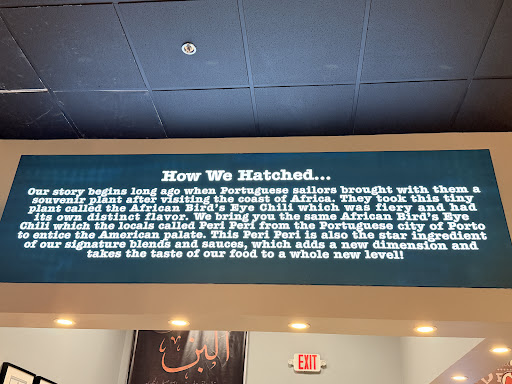 How We Hatched...
Our story begins long ago when Portuguese sailors brought with them a
souvenir plant after visiting the coast of Africa. They took this tiny
plant called the African Bird's Eye Chili which was fiery and had
its own distinct flavor. We bring you the same African Bird's Eye
Chili which the locals called Peri Peri from the Portuguese city of Porto
to entice the American palate. This Peri Peri is also the star ingredient
of our signature blends and sauces, which adds a new dimension and
takes the taste of our food to a whole new level!
EXIT